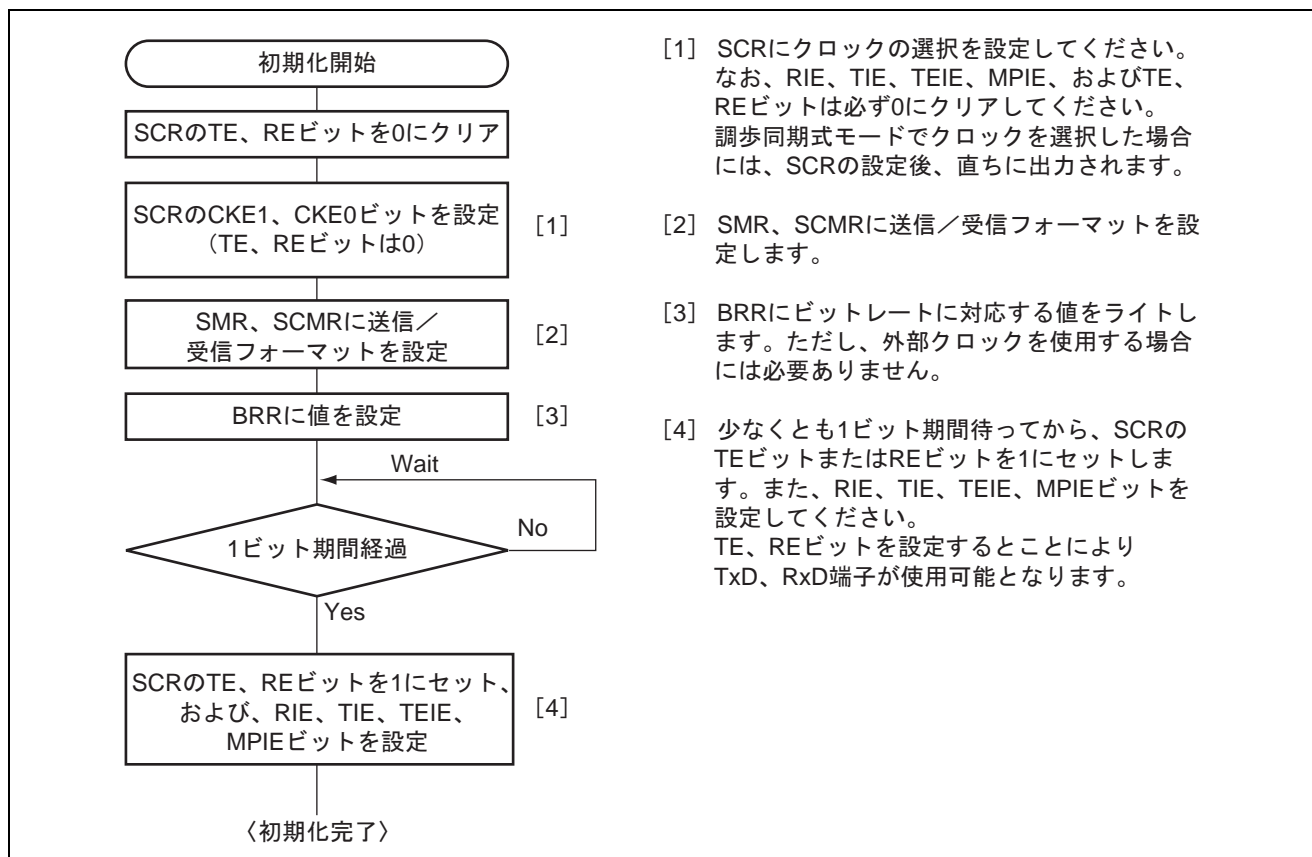 初期化開始
SCRのTE、REビットを0にクリア
SCRのCKE1、CKE0ビットを設定
（TE、REビットは0）
［1］
SMR、SCMRに送信／
受信フォーマットを設定
［2］
BRRに値を設定
［3］
Wait
1ビット期間経過
No
Yes
SCRのTE、REビットを1にセット、
および、RIE、TIE、TEIE、
MPIEビットを設定
［4］
〈初期化完了〉
［1］ SCRにクロックの選択を設定してください。
なお、RIE、TIE、TEIE、MPIE、およびTE、
REビットは必ず0にクリアしてください。
調歩同期式モードでクロックを選択した場合
には、SCRの設定後、直ちに出力されます。
［2］ SMR、SCMRに送信／受信フォーマットを設
定します。
［3］ BRRにビットレートに対応する値をライトし
ます。ただし、外部クロックを使用する場合
には必要ありません。
［4］ 少なくとも1ビット期間待ってから、SCRの
TEビットまたはREビットを1にセットしま
す。また、RIE、TIE、TEIE、MPIEビットを
設定してください。
TE、REビットを設定するとことにより
TxD、RxD端子が使用可能となります。